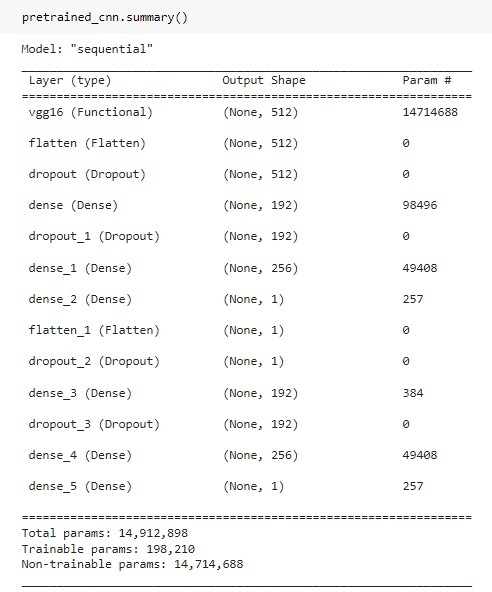 pretrained_cnn.summary()
Model: "sequential"
Layer (type) Output Shape Param #
vgg16 (Functional) (None, 512) 14714688
flatten (Flatten) (None, 512) 0
dropout (Dropout) (None, 512) 0
dense (Dense) (None, 192) 98496
dropout_1 (Dropout) (None, 192) 0
dense_1 (Dense) (None, 256) 49408
dense_2 (Dense) (None, 1) 257
flatten_1 (Flatten) (None, 1) 0
dropout_2 (Dropout) (None, 1) 0
dense_3 (Dense) (None, 192) 384
dropout_3 (Dropout) (None, 192) 0
dense_4 (Dense) (None, 256) 49408
dense_5 (Dense) (None, 1) 257
Total params: 14,912,898
Trainable params: 198,210
Non-trainable params: 14,714,688